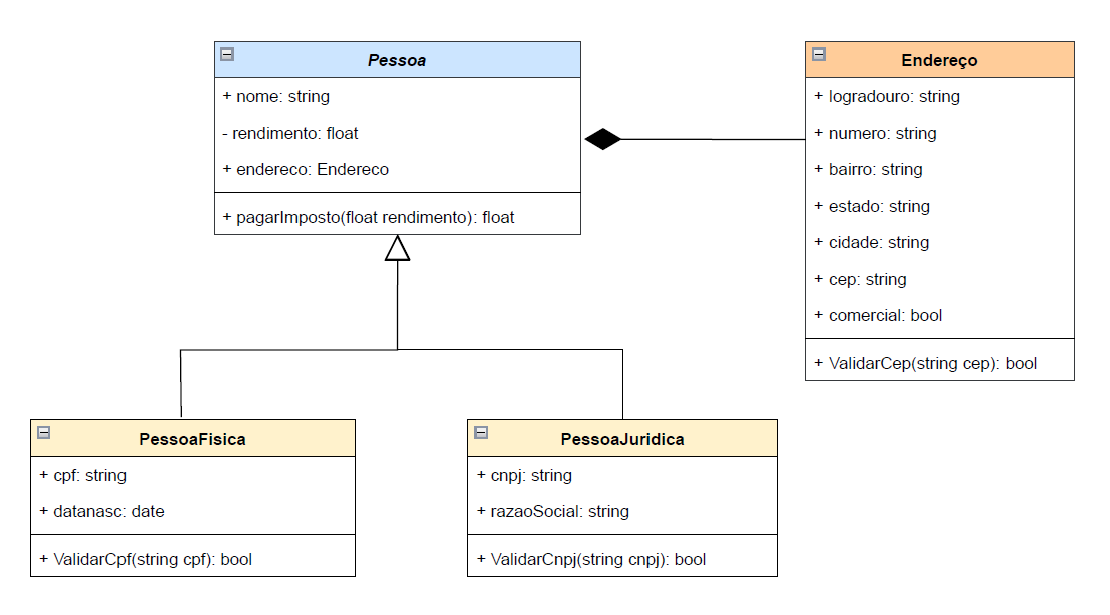 Pessoa
+ nome: string
- rendimento: float
+ endereco: Endereco
+ pagarImposto(float rendimento): float
Endereço
+ logradouro: string
+ numero: string
+ bairro: string
+ estado: string
+ cidade: string
+ cep: string
+ comercial: bool
+ ValidarCep(string cep): bool
PessoaFisica
+ cpf: string
+ datanasc: date
+ ValidarCpf(string cpf): bool
PessoaJuridica
+ cnpj: string
+ razaoSocial: string
+ ValidarCnpj(string cnpj): bool